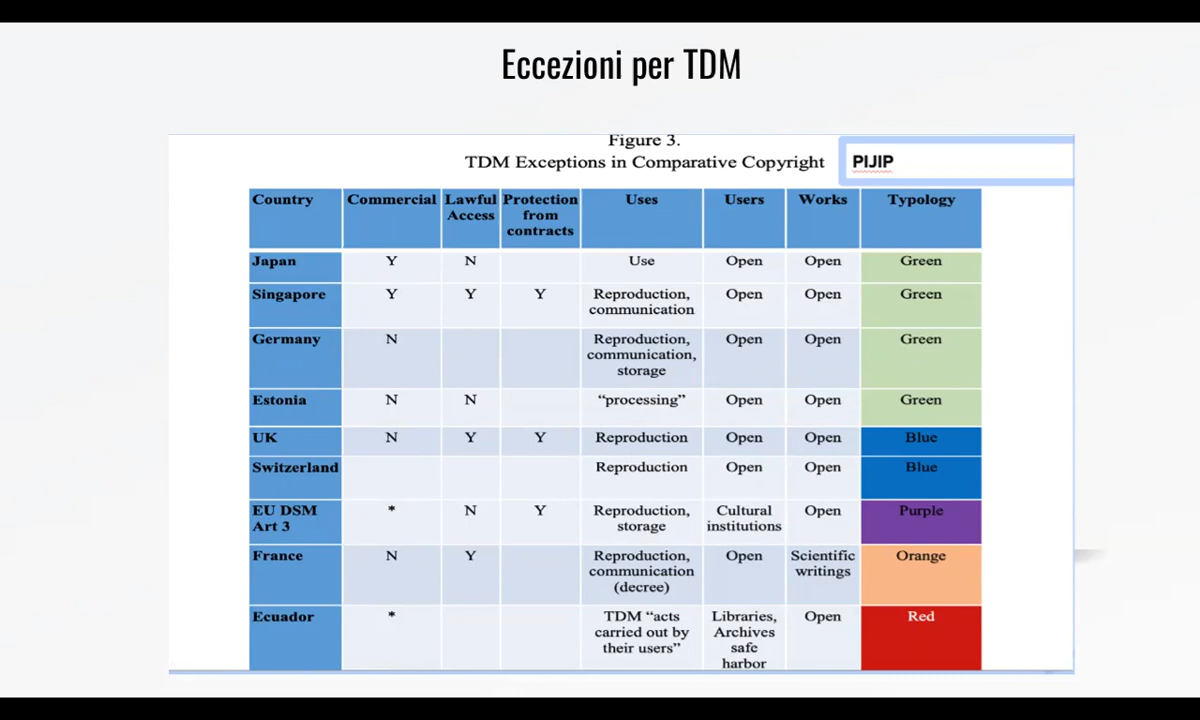 Eccezioni per TDM
Figure 3.
TDM Exceptions in Comparative Copyright
PIJIP
Country Commercial Lawful Access Protection from contracts Uses Users Works Typology
Japan Y N Use Open Open Green
Singapore Y Y Y Reproduction, communication Open Open Green
Germany N Reproduction, communication, storage Open Open Green
Estonia N N “processing” Open Open Green
UK N Y Y Reproduction Open Open Blue
Switzerland Reproduction Open Open Blue
EU DSM Art 3 * N Y Reproduction, storage Cultural institutions Open Purple
France N Y Reproduction, communication (decree) Open Scientific writings Orange
Ecuador * TDM “acts carried out by their users” Libraries, Archives safe harbor Open Red